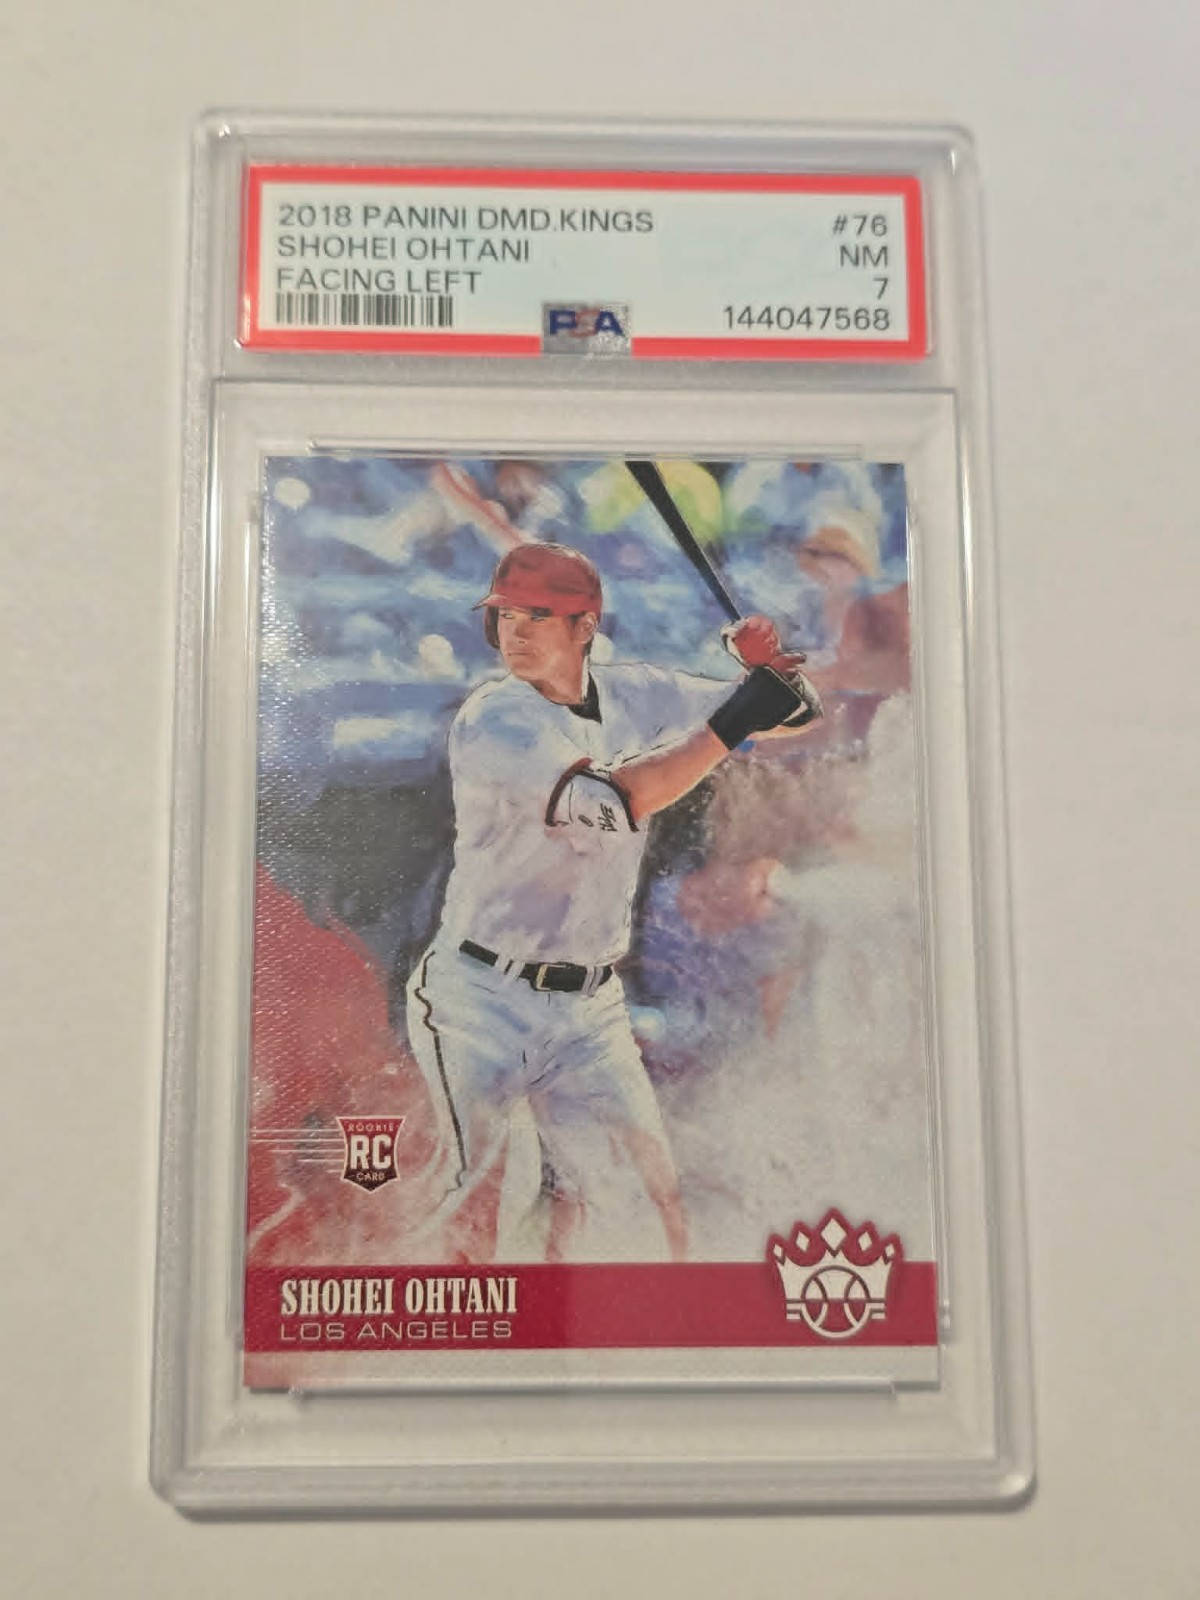 2018 PANINI DMD.KINGS #76
SHOHEI OHTANI NM
FACING LEFT 7
PSA 144047568
ROOKIE
RC
CARD
SHOHEI OHTANI
LOS ANGELES